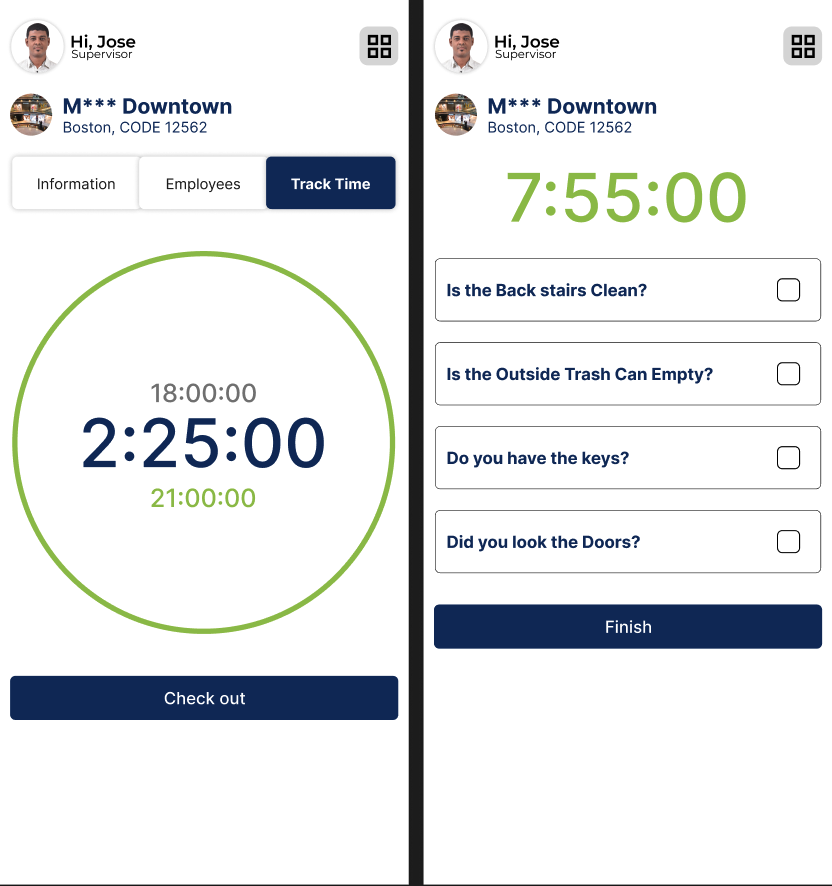 Hi, Jose
Supervisor
M*** Downtown
Boston, CODE 12562
Information
Employees
Track Time
18:00:00
2:25:00
21:00:00
Check out
Hi, Jose
Supervisor
M*** Downtown
Boston, CODE 12562
7:55:00
Is the Back stairs Clean?
Is the Outside Trash Can Empty?
Do you have the keys?
Did you look the Doors?
Finish